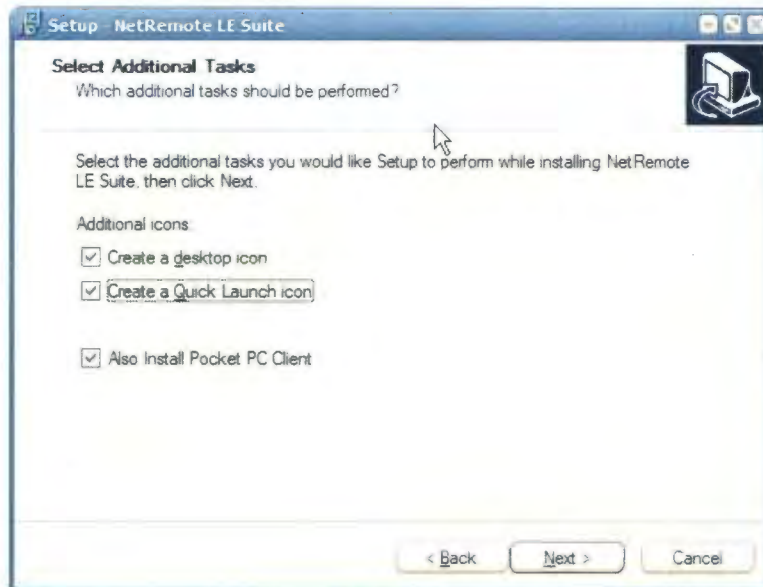 Setup - NetRemote LE Suite
Select Additional Tasks
Which additional tasks should be performed?
Select the additional tasks you would like Setup to perform while installing NetRemote
LE Suite, then click Next.
Additional icons
Create a desktop icon
Create a Quick Launch icon
Also Install Pocket PC Client
< Back Next > Cancel